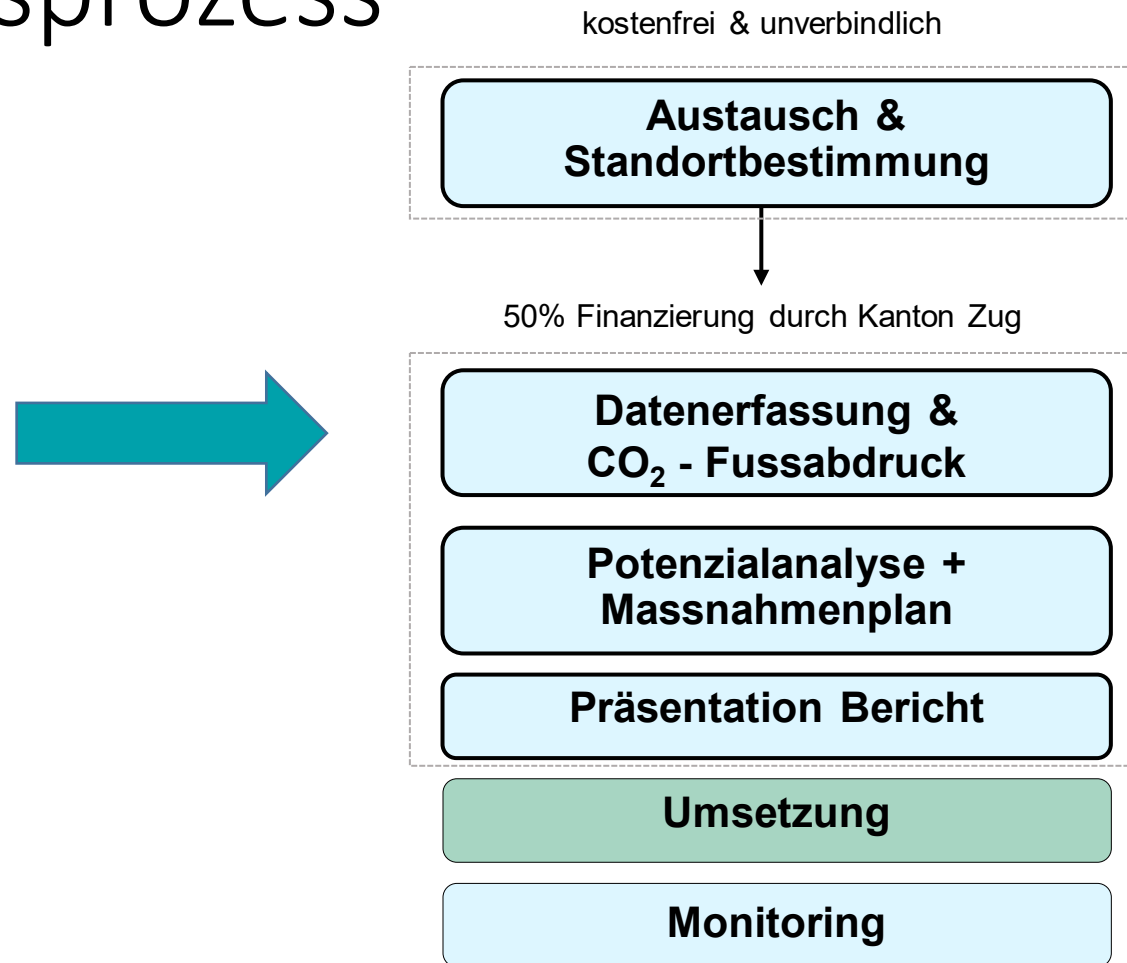 sprozess
kostenfrei & unverbindlich
Austausch &
Standortbestimmung
50% Finanzierung durch Kanton Zug
Datenerfassung &
CO₂ - Fussabdruck
Potenzialanalyse +
Massnahmenplan
Präsentation Bericht
Umsetzung
Monitoring